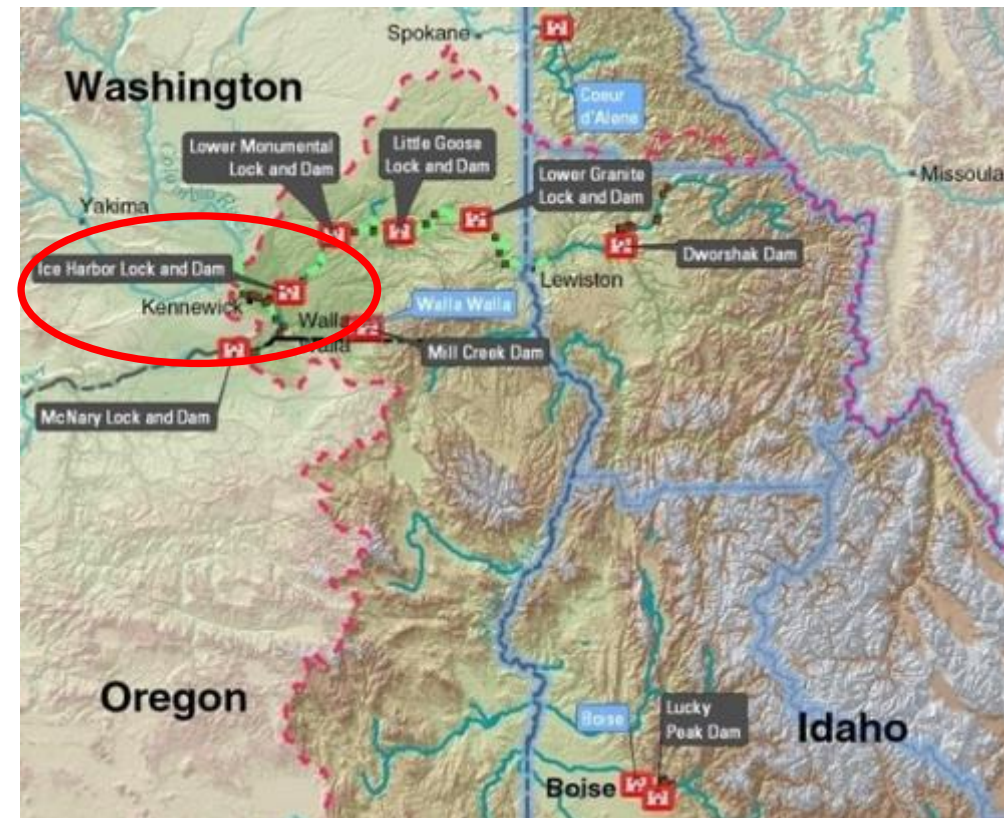 Spokane
Washington
Coeur
d'Alene
Lower Monumental
Lock and Dam
Little Goose
Lock and Dam
Lower Granite
Lock and Dam
Missoula
Yakima
Dworshak Dam
Ice Harbor Lock and Dam
Lewiston
Kennewick
Walla Walla
Walla
Walla
Mill Creek Dam
McNary Lock and Dam
Oregon
Idaho
Boise
Lucky
Peak Dam
Boise